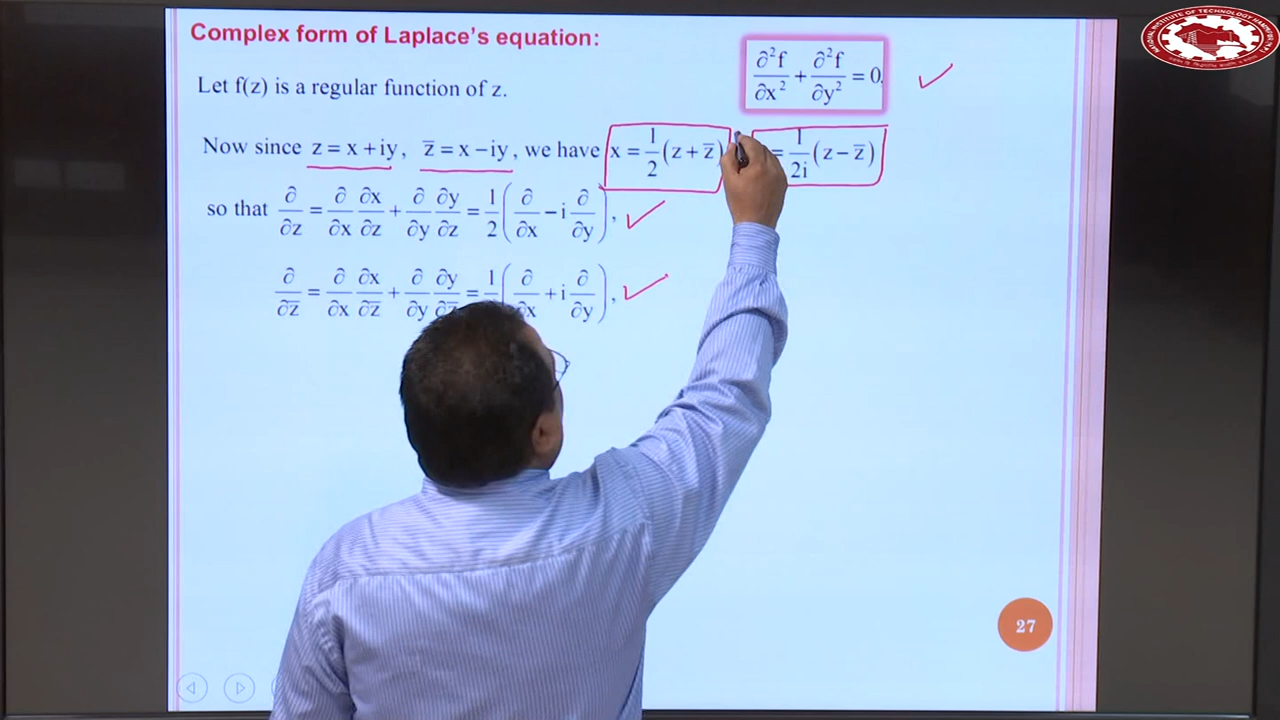 Complex form of Laplace's equation:
Let f(z) is a regular function of z.
∂²f/∂x² + ∂²f/∂y² = 0,
Now since z = x + iy, z̅ = x − iy, we have x = 1/2 (z + z̅) = 1/2i (z − z̅)
so that ∂/∂z = ∂/∂x ∂x/∂z + ∂/∂y ∂y/∂z = 1/2 (∂/∂x − i ∂/∂y),
∂/∂z̅ = ∂/∂x ∂x/∂z̅ + ∂/∂y ∂y/∂z̅ = 1/ (∂/∂x + i ∂/∂y),
27